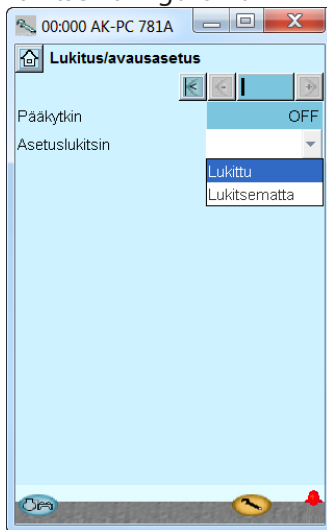 00:000 AK-PC 781A
Lukitus/avausasetus
Pääkytkin OFF
Asetuslukitsin
Lukittu
Lukitsematta